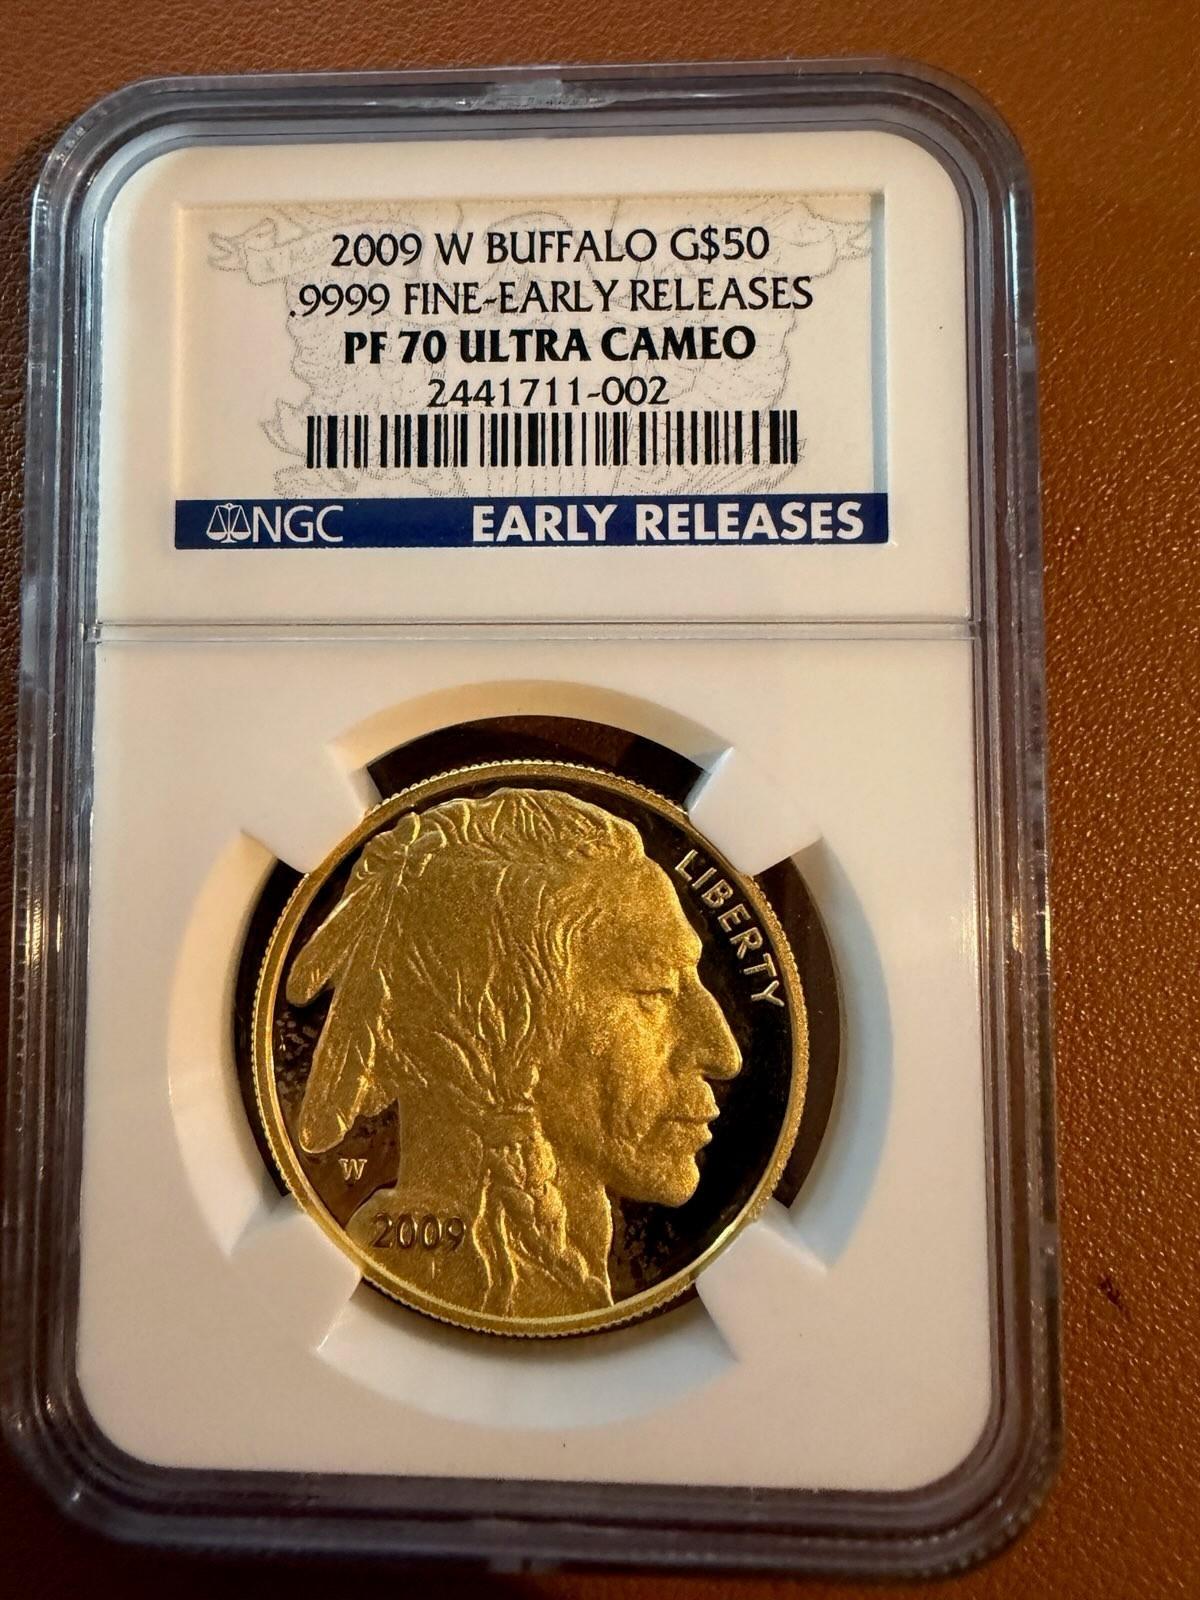 2009 W BUFFALO G$50
.9999 FINE-EARLY RELEASES
PF 70 ULTRA CAMEO
2441711-002
NGC EARLY RELEASES
LIBERTY
W
2009